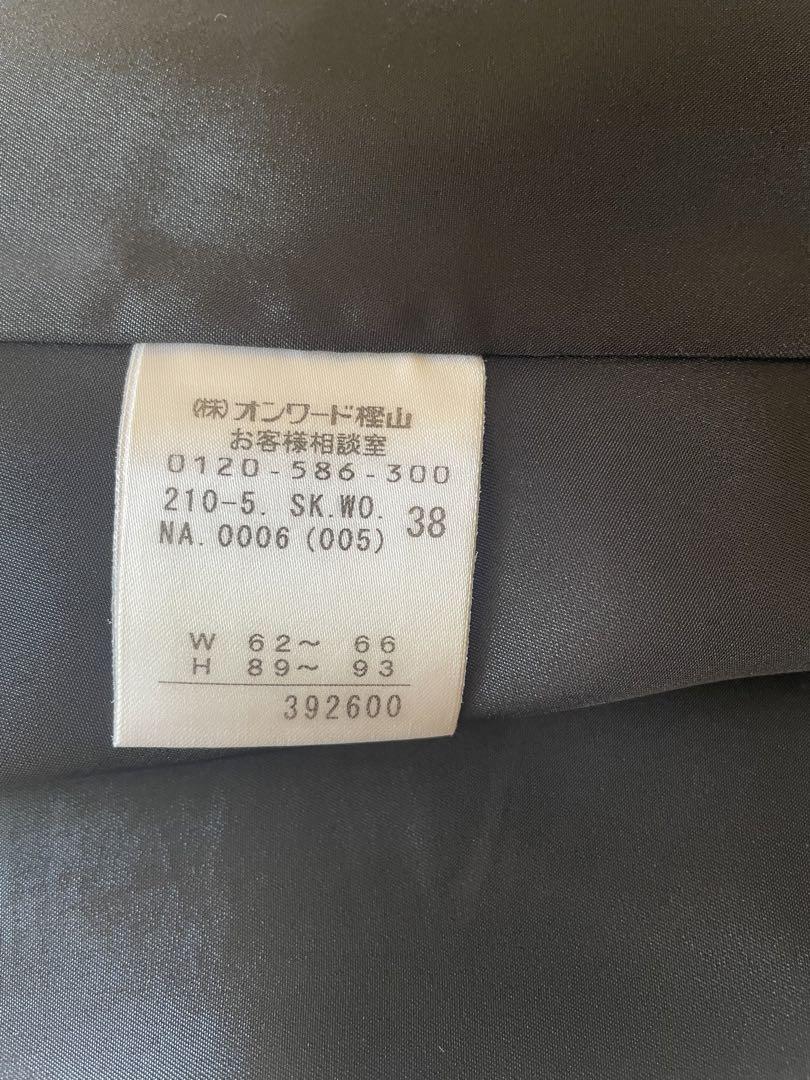 (株)オンワード樫山
お客様相談室
0120-586-300
210-5. SK.WO. 38
NA.0006(005)
W 62～ 66
H 89～ 93
392600